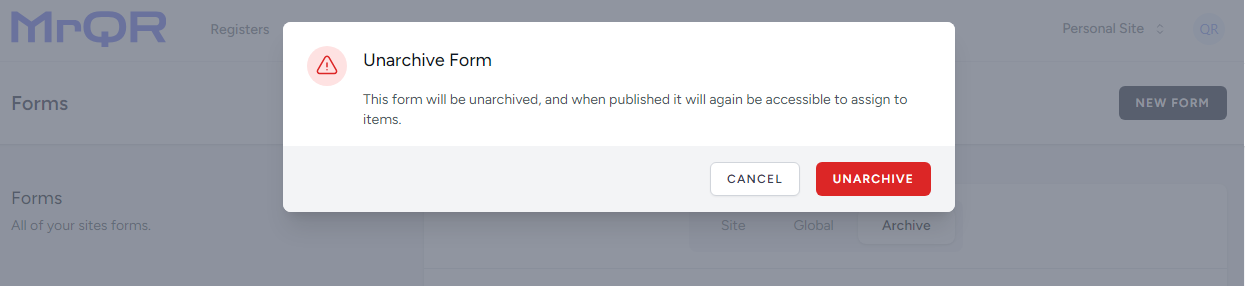 MrQR
Registers
Personal Site
QR
Forms
NEW FORM
Unarchive Form
This form will be unarchived, and when published it will again be accessible to assign to
items.
CANCEL
UNARCHIVE
Forms
All of your sites forms.
Site
Global
Archive